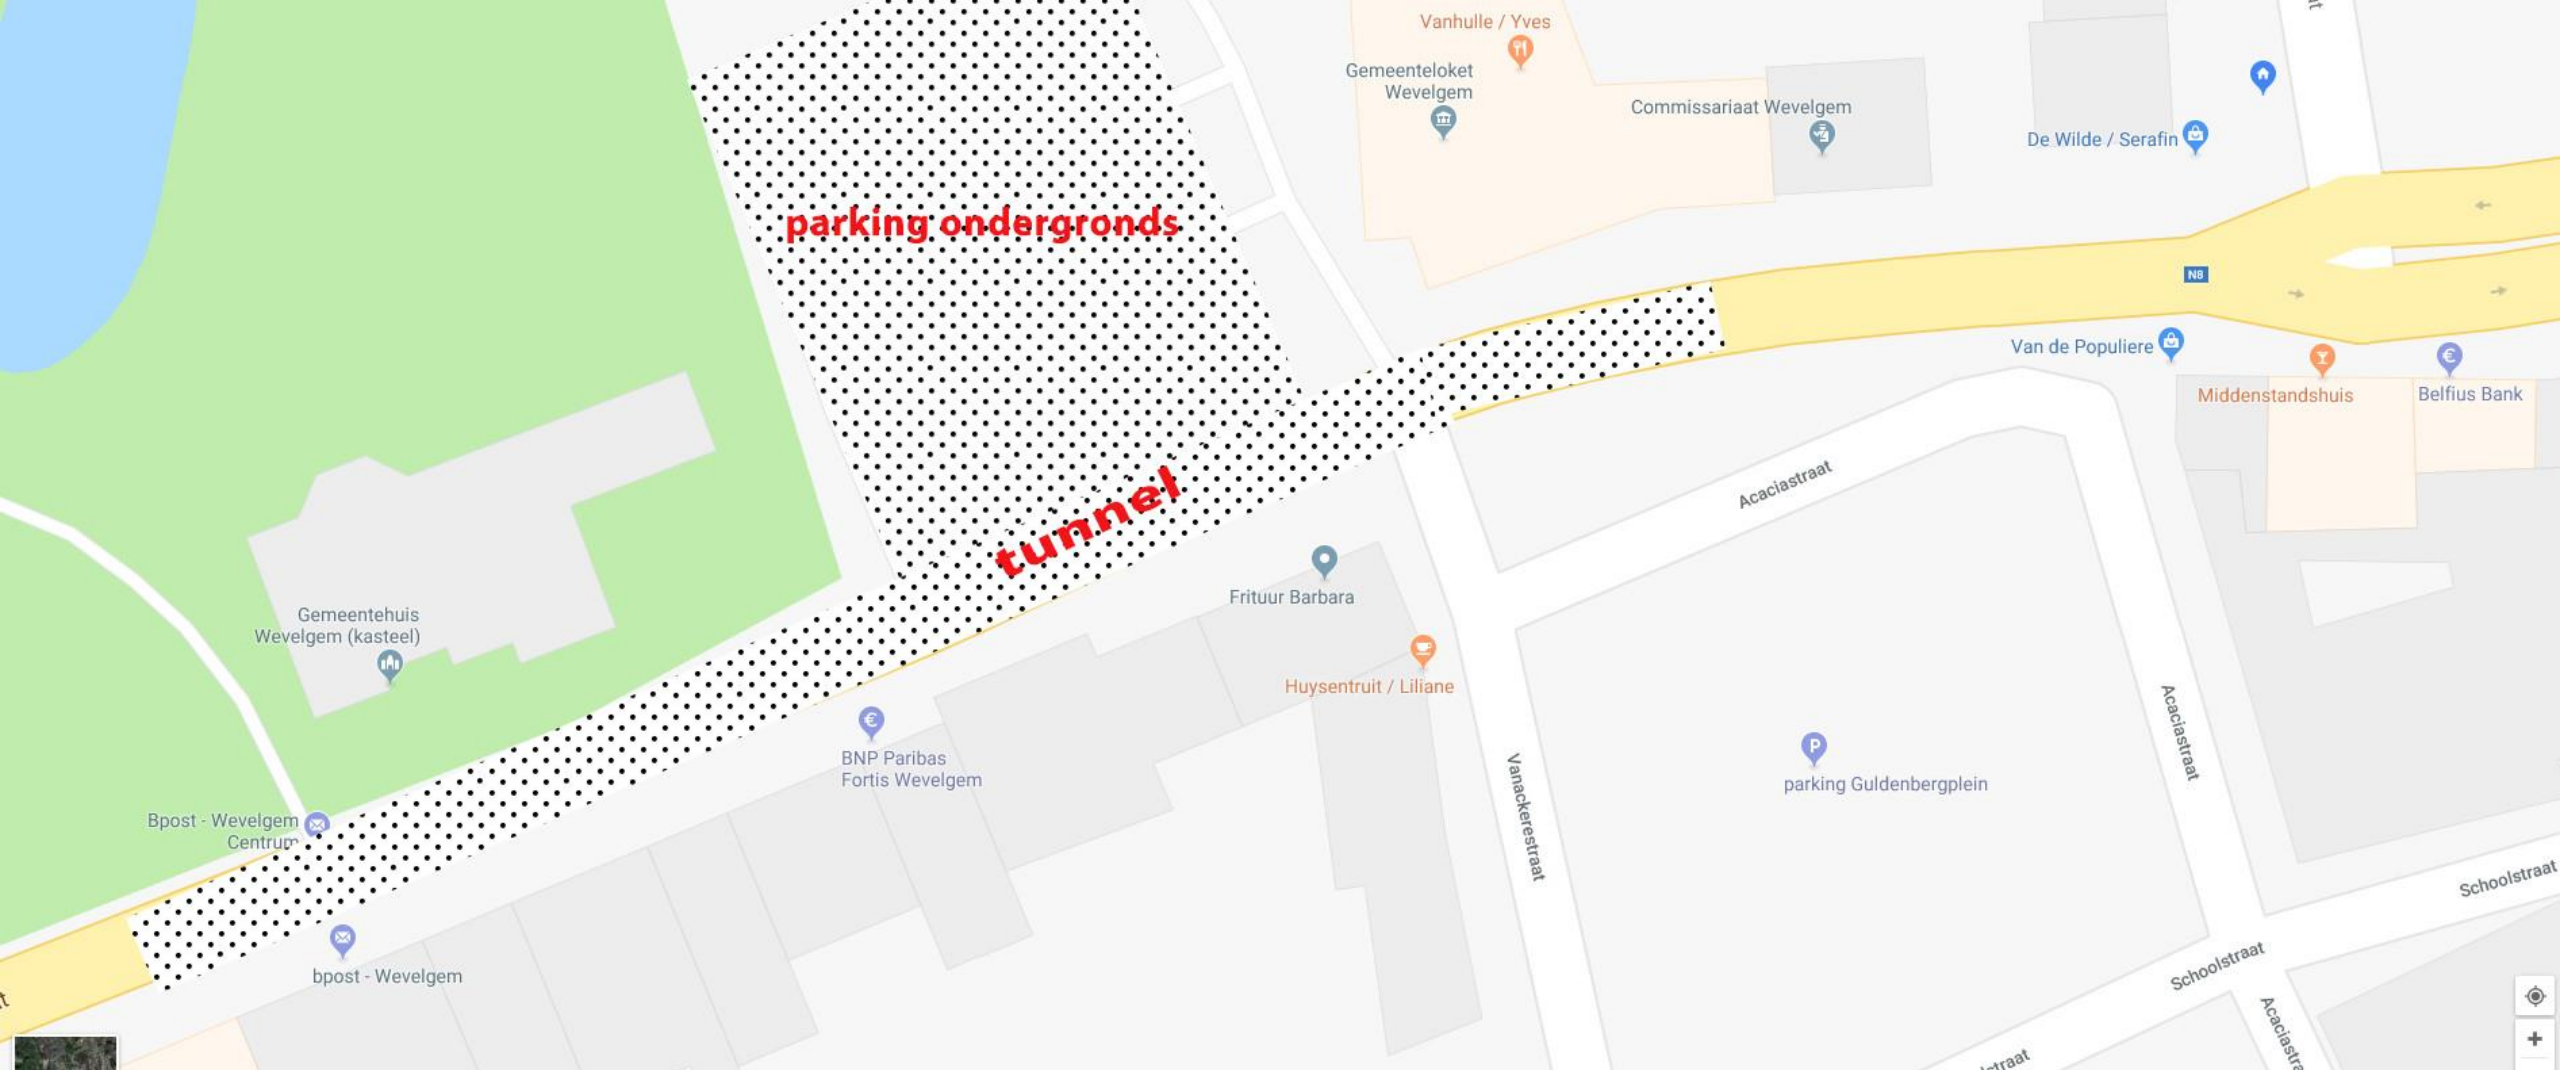 Vanhulle / Yves
Gemeenteloket
Wevelgem
Commissariaat Wevelgem
De Wilde / Serafin
parking ondergronds
N8
Van de Populiere
Middenstandshuis
Belfius Bank
tunnel
Acaciastraat
Frituur Barbara
Gemeentehuis
Wevelgem (kasteel)
Huysentruit / Liliane
BNP Paribas
Fortis Wevelgem
Vanackerestraat
P
parking Guldenbergplein
Acaciastraat
Bpost - Wevelgem
Centrum
bpost - Wevelgem
Schoolstraat
Schoolstraat
Acaciastra
straat